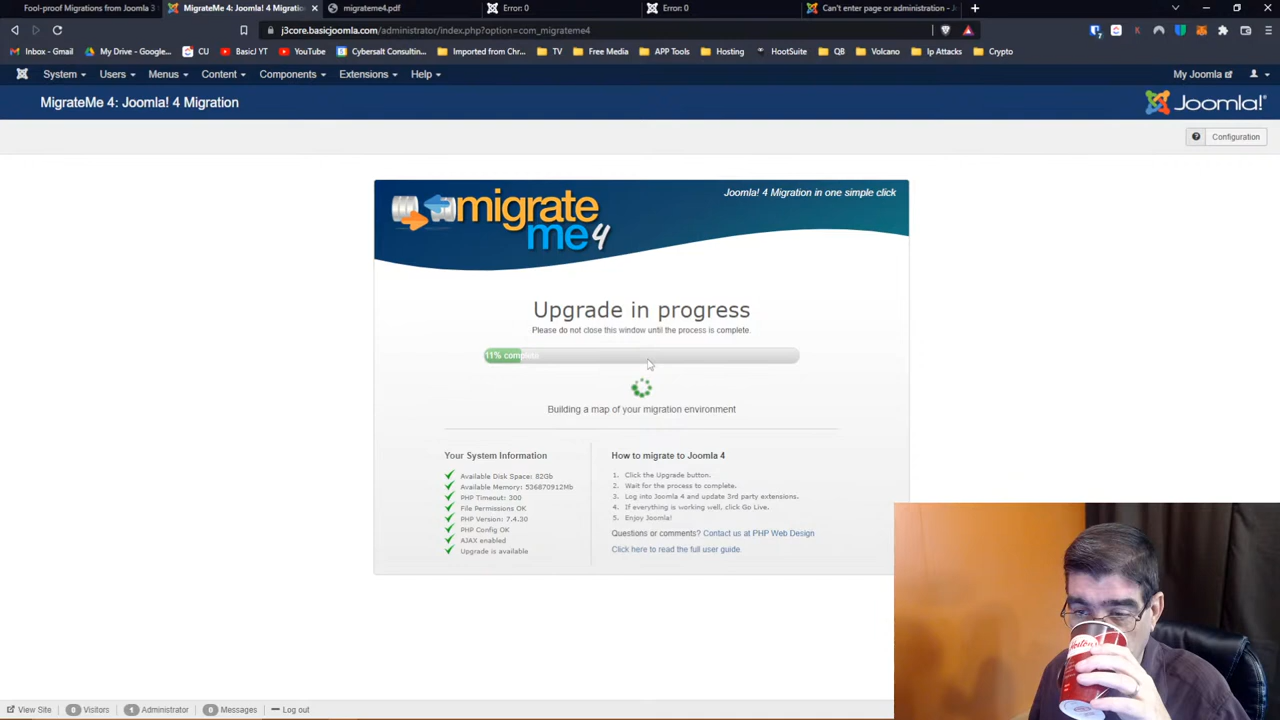 Fool-proof Migrations from Joomla 3
MigrateMe 4: Joomla! 4 Migratio
migrateme4.pdf
Error: 0
Error: 0
Can't enter page or administration - J
j3core.basicjoomla.com/administrator/index.php?option=com_migrateme4
Inbox - Gmail
My Drive - Google...
CU
BasicJ YT
YouTube
Cybersalt Consulting...
Imported from Chr...
TV
Free Media
APP Tools
Hosting
HootSuite
QB
Volcano
Ip Attacks
Crypto
System
Users
Menus
Content
Components
Extensions
Help
My Joomla
MigrateMe 4: Joomla! 4 Migration
Joomla!
Configuration
migrate
me4
Joomla! 4 Migration in one simple click
Upgrade in progress
Please do not close this window until the process is complete.
11% complete
Building a map of your migration environment
Your System Information
Available Disk Space: 82Gb
Available Memory: 536870912Mb
PHP Timeout: 300
File Permissions OK
PHP Version: 7.4.30
PHP Config OK
AJAX enabled
Upgrade is available
How to migrate to Joomla 4
1. Click the Upgrade button.
2. Wait for the process to complete.
3. Log into Joomla 4 and update 3rd party extensions.
4. If everything is working well, click Go Live.
5. Enjoy Joomla!
Questions or comments? Contact us at PHP Web Design
Click here to read the full user guide.
View Site
0 Visitors
1 Administrator
0 Messages
Log out